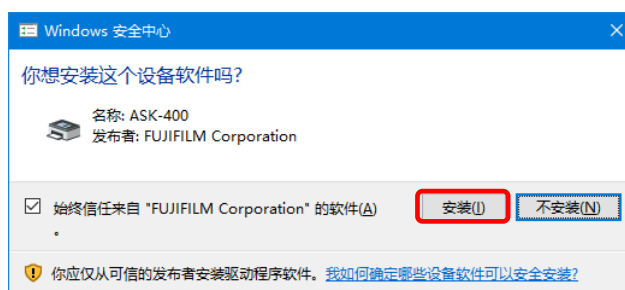 Windows 安全中心
你想安装这个设备软件吗?
名称: ASK-400
发布者: FUJIFILM Corporation
始终信任来自 "FUJIFILM Corporation" 的软件(A)
。
安装(I)
不安装(N)
你应仅从可信的发布者安装驱动程序软件。我如何确定哪些设备软件可以安全安装?